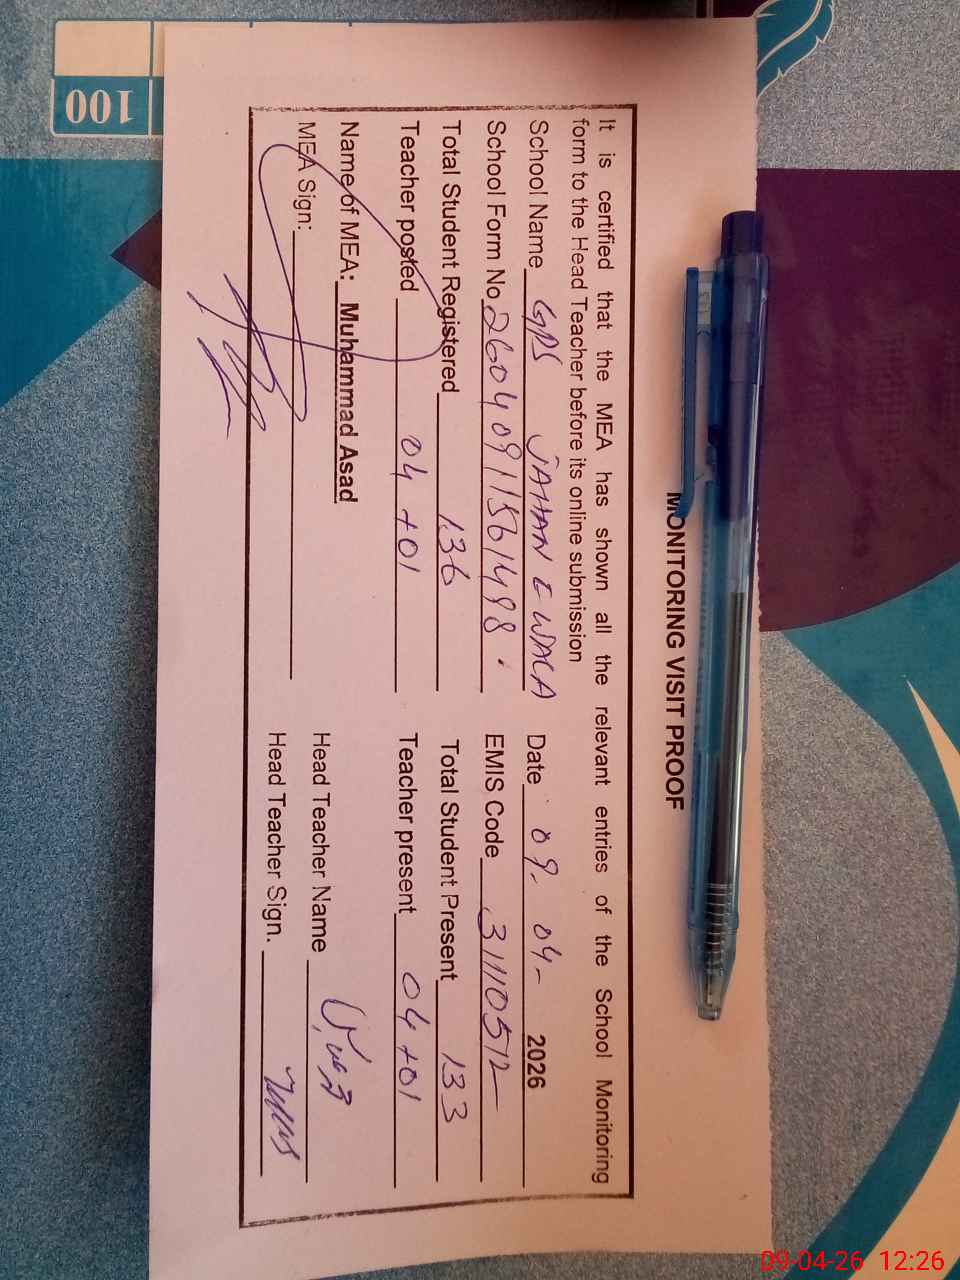 MONITORING VISIT PROOF
It is certified that the MEA has shown all the relevant entries of the School Monitoring
form to the Head Teacher before its online submission
School Name GPS JAHAN E WALA Date 09-04-2026
School Form No 26040911561498 EMIS Code 31110512
Total Student Registered 136 Total Student Present 133
Teacher posted 04+01 Teacher present 04+01
Name of MEA: Muhammad Asad Head Teacher Name
MEA Sign: Head Teacher Sign.
100
09-04-26 12:26